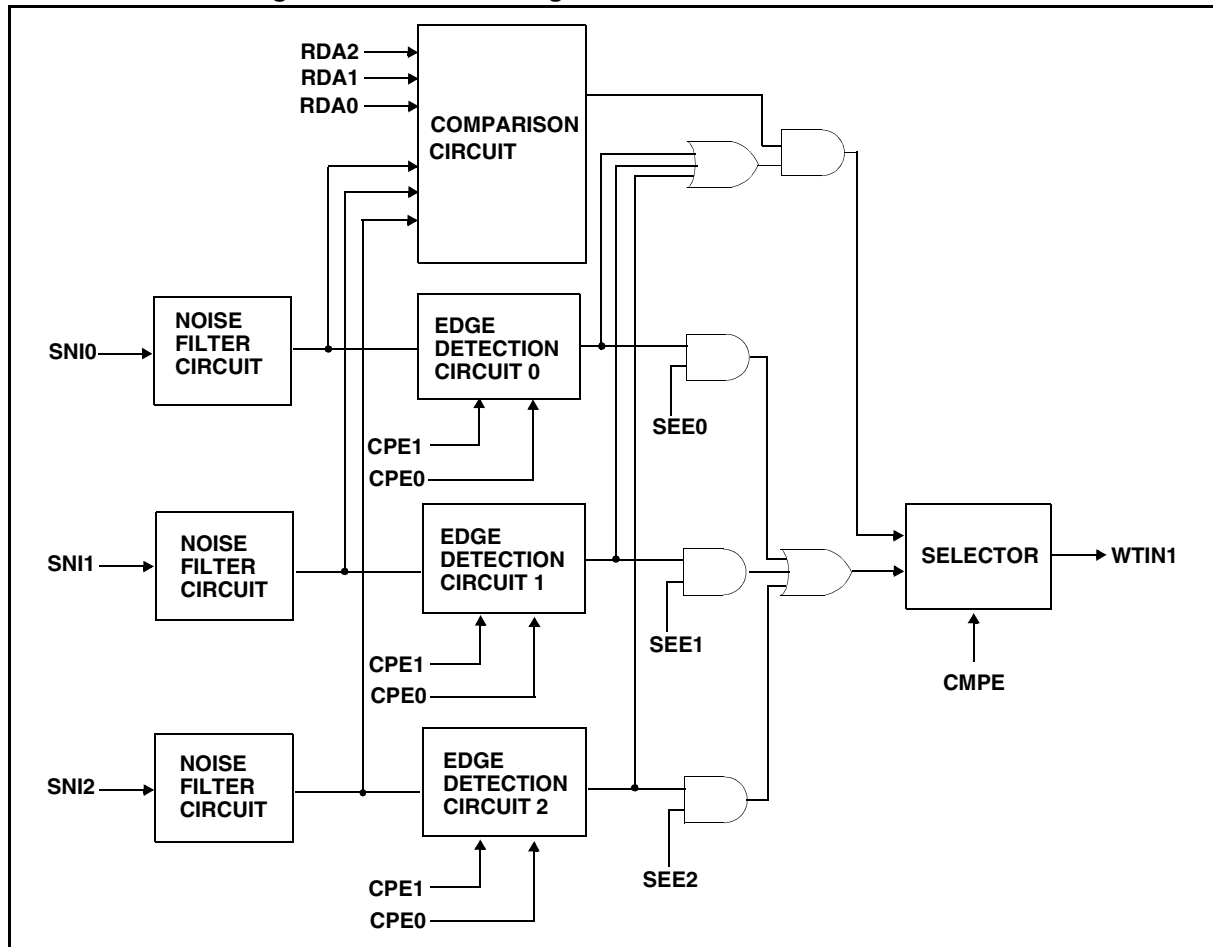 RDA2
RDA1
RDA0
COMPARISON
CIRCUIT
SNI0
NOISE
FILTER
CIRCUIT
EDGE
DETECTION
CIRCUIT 0
CPE1
CPE0
SEE0
SNI1
NOISE
FILTER
CIRCUIT
EDGE
DETECTION
CIRCUIT 1
CPE1
CPE0
SEE1
SELECTOR
WTIN1
CMPE
SNI2
NOISE
FILTER
CIRCUIT
EDGE
DETECTION
CIRCUIT 2
CPE1
CPE0
SEE2